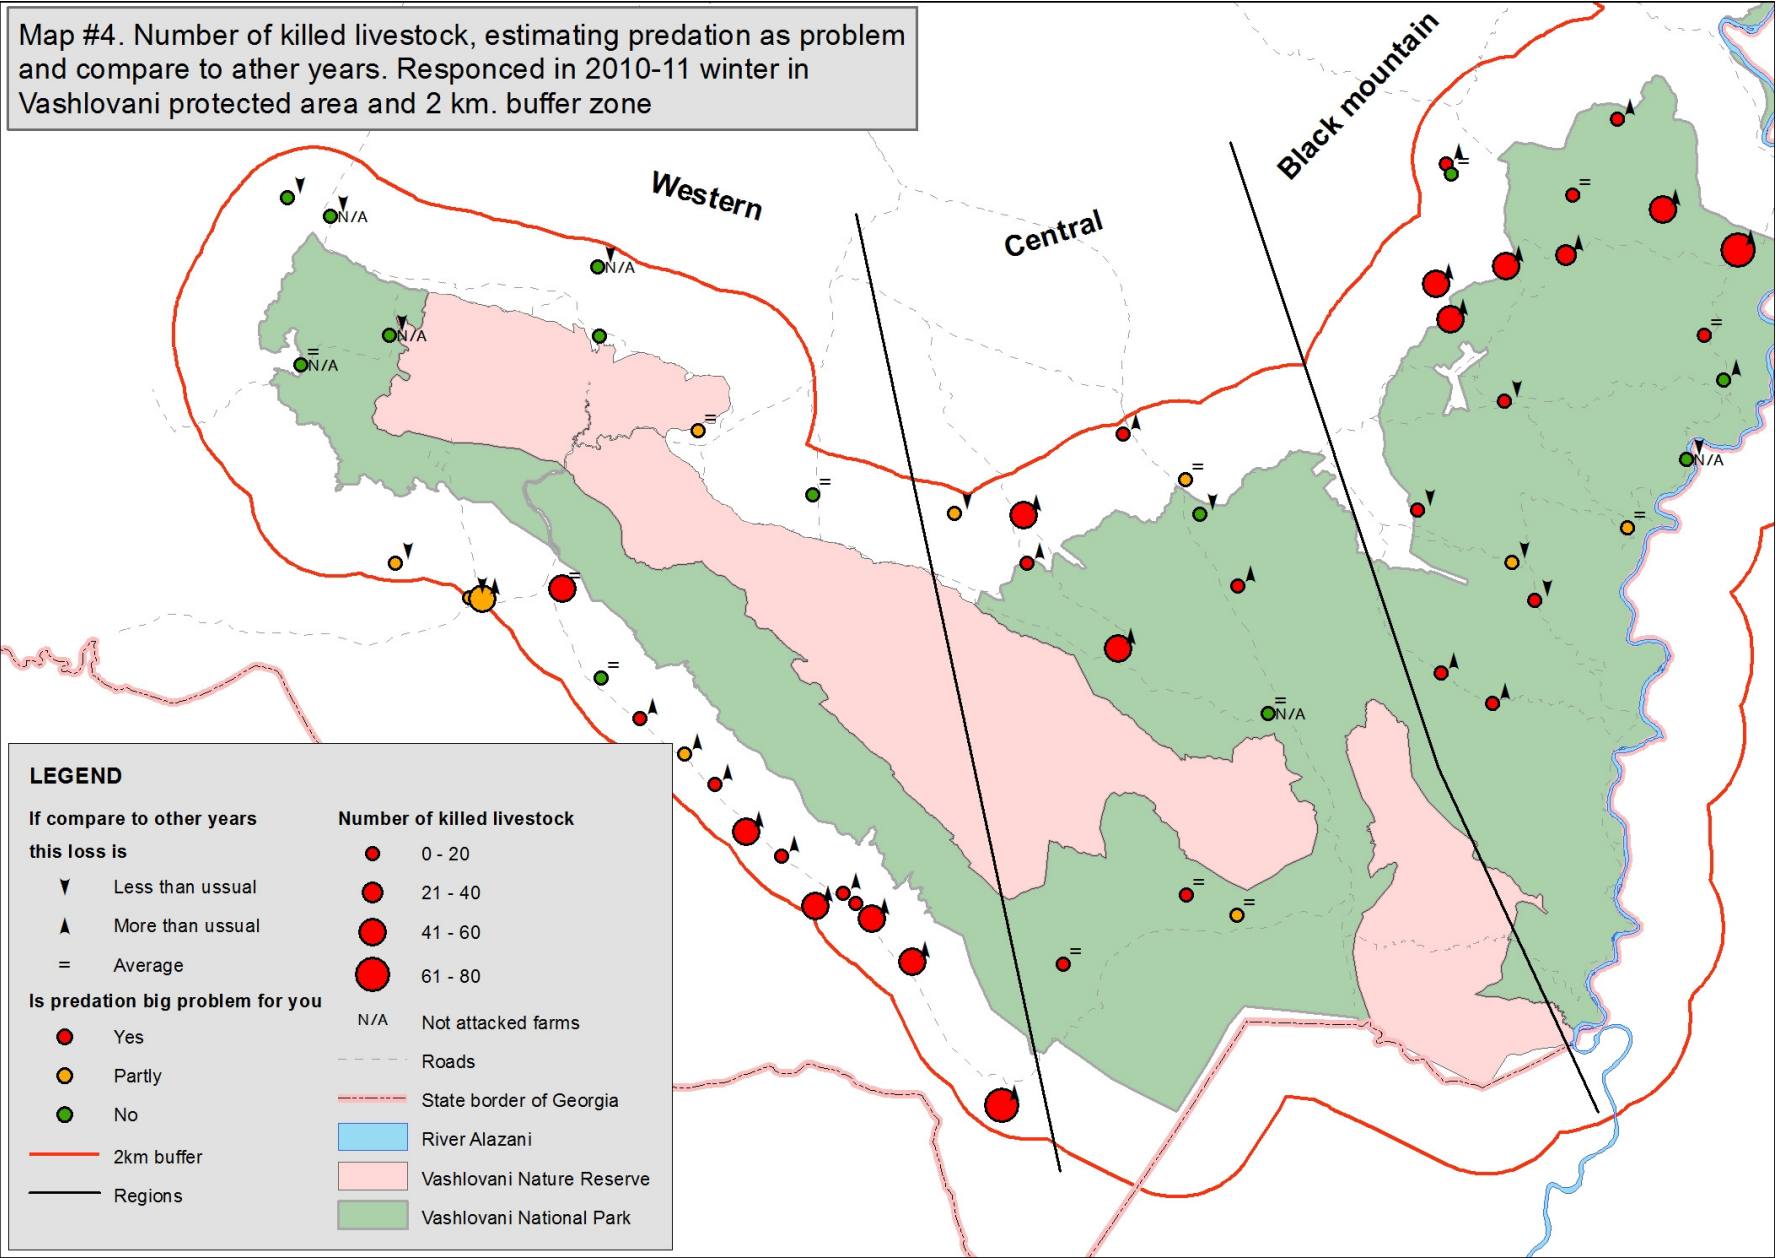 Map #4. Number of killed livestock, estimating predation as problem
and compare to ather years. Responced in 2010-11 winter in
Vashlovani protected area and 2 km. buffer zone
Western
Central
Black mountain
=
N/A
N/A
=
=
N/A
N/A
=
N/A
=
=
=
=
N/A
=
=
=
=
=
N/A
=
=
=
LEGEND
If compare to other years
this loss is
Less than ussual
More than ussual
= Average
Is predation big problem for you
Yes
Partly
No
2km buffer
Regions
Number of killed livestock
0 - 20
21 - 40
41 - 60
61 - 80
N/A Not attacked farms
Roads
State border of Georgia
River Alazani
Vashlovani Nature Reserve
Vashlovani National Park